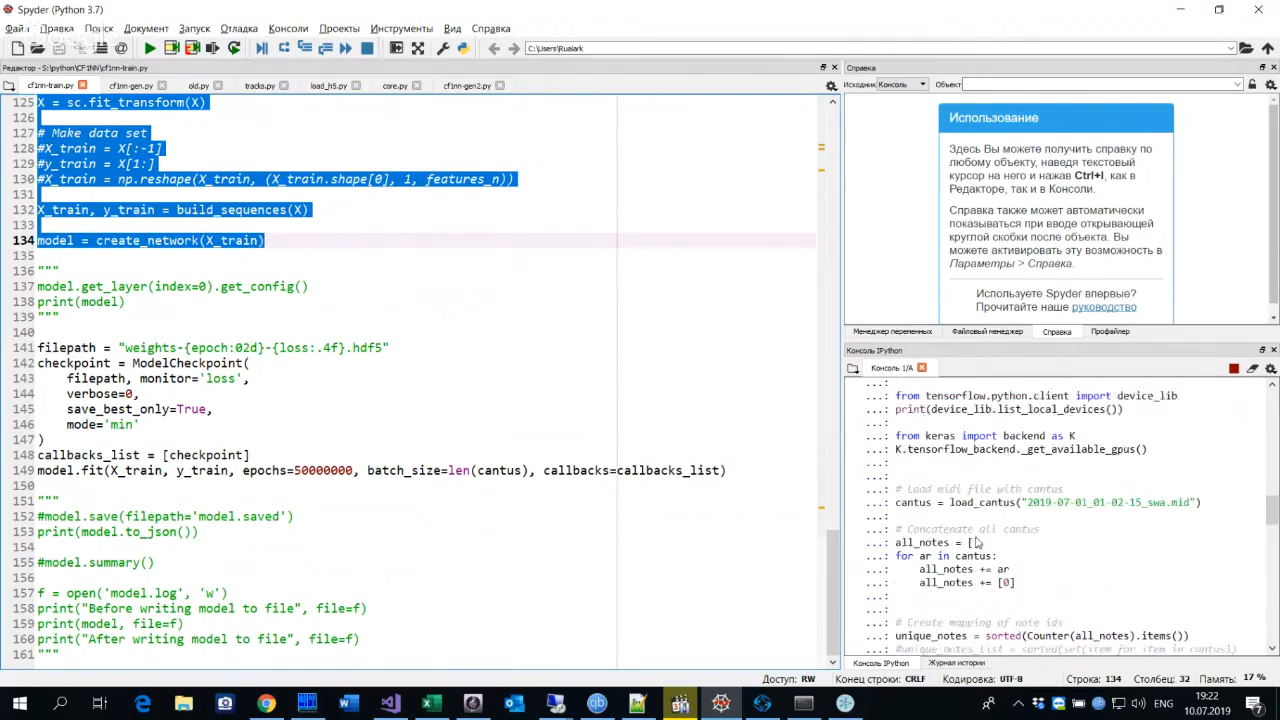 Spyder (Python 3.7)
Файл Правка Поиск Документ Запуск Отладка Консоли Проекты Инструменты Вид Справка
C:\Users\Rualark
Редактор - S:\python\CF1NN\cf1nn-train.py
cf1nn-train.py cf1nn-gen.py old.py tracks.py load_h5.py core.py cf1nn-gen2.py
125 X = sc.fit_transform(X)
126
127 # Make data set
128 #X_train = X[:-1]
129 #y_train = X[1:]
130 #X_train = np.reshape(X_train, (X_train.shape[0], 1, features_n))
131
132 X_train, y_train = build_sequences(X)
133
134 model = create_network(X_train)
135
136 """
137 model.get_layer(index=0).get_config()
138 print(model)
139 """
140
141 filepath = "weights-{epoch:02d}-{loss:.4f}.hdf5"
142 checkpoint = ModelCheckpoint(
143 filepath, monitor='loss',
144 verbose=0,
145 save_best_only=True,
146 mode='min'
147 )
148 callbacks_list = [checkpoint]
149 model.fit(X_train, y_train, epochs=50000000, batch_size=len(cantus), callbacks=callbacks_list)
150
151 """
152 #model.save(filepath='model.saved')
153 print(model.to_json())
154
155 #model.summary()
156
157 f = open('model.log', 'w')
158 print("Before writing model to file", file=f)
159 print(model, file=f)
160 print("After writing model to file", file=f)
161 """
Справка
Исходник Консоль Объект
Использование
Здесь Вы можете получить справку
по любому объекту, наведя текстовый
курсор на него и нажав Ctrl+I, как в
Редакторе, так и в Консоли.
Справка также может автоматически
показываться при вводе открывающей
круглой скобки после объекта. Вы
можете активировать эту возможность в
Параметры > Справка.
Используете Spyder впервые?
Прочитайте наше руководство
Менеджер переменных Файловый менеджер Справка Профайлер
Консоль IPython
Консоль 1/A
...:
...: from tensorflow.python.client import device_lib
...: print(device_lib.list_local_devices())
...:
...: from keras import backend as K
...: K.tensorflow_backend._get_available_gpus()
...:
...:
...: # Load midi file with cantus
...: cantus = load_cantus("2019-07-01_01-02-15_swa.mid")
...:
...: # Concatenate all cantus
...: all_notes = [
...: for ar in cantus:
...: all_notes += ar
...: all_notes += [0]
...:
...:
...: # Create mapping of note ids
...: unique_notes = sorted(Counter(all_notes).items())
...: #unique_notes_list = sorted(set(item for item in cantus))
Консоль IPython Журнал истории
Доступ: RW Конец строки: CRLF Кодировка: UTF-8 Строка: 134 Столбец: 32 Память: 17 %
ENG
19:22
10.07.2019